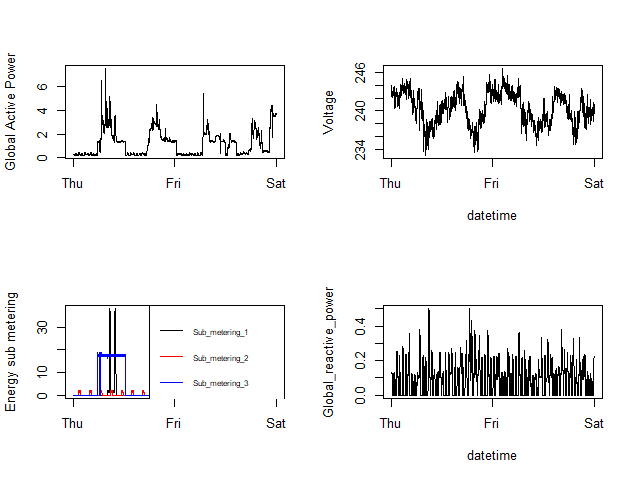 Global Active Power
0 2 4 6
Thu Fri Sat
Voltage
234 240 246
Thu Fri Sat
datetime
Energy sub metering
0 10 30
Sub_metering_1
Sub_metering_2
Sub_metering_3
Thu Fri Sat
Global_reactive_power
0.0 0.2 0.4
Thu Fri Sat
datetime